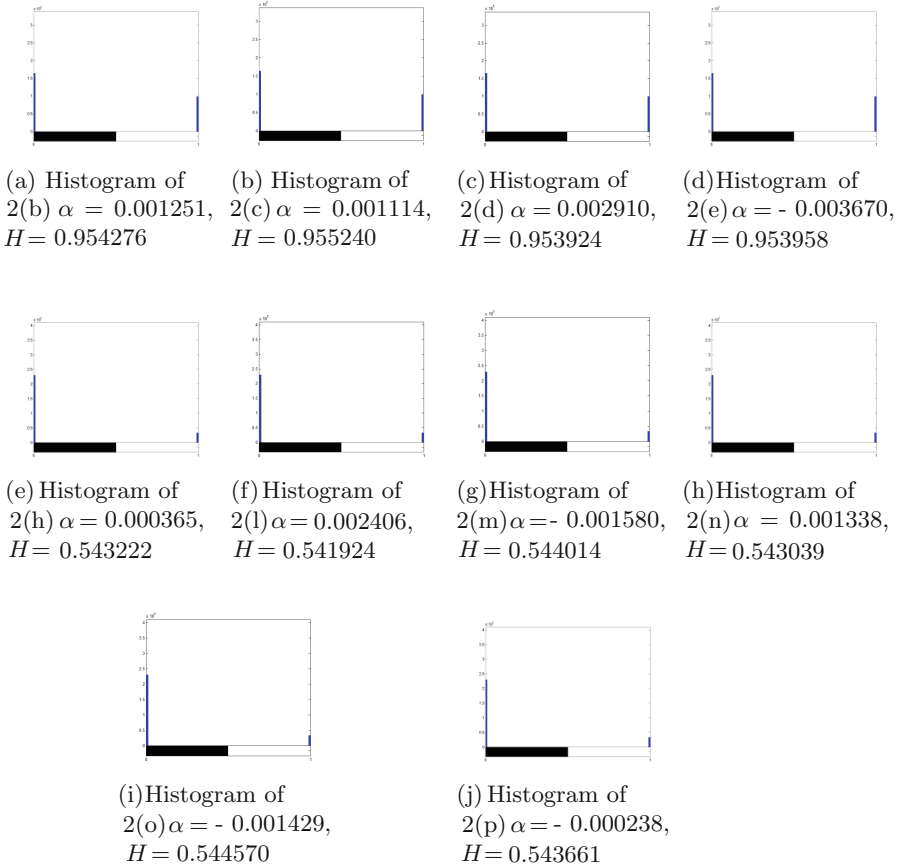 (a) Histogram of
2(b) α = 0.001251,
H = 0.954276
(b) Histogram of
2(c) α = 0.001114,
H = 0.955240
(c) Histogram of
2(d) α = 0.002910,
H = 0.953924
(d) Histogram of
2(e) α = - 0.003670,
H = 0.953958
(e) Histogram of
2(h) α = 0.000365,
H = 0.543222
(f) Histogram of
2(l) α = 0.002406,
H = 0.541924
(g) Histogram of
2(m) α = - 0.001580,
H = 0.544014
(h) Histogram of
2(n) α = 0.001338,
H = 0.543039
(i) Histogram of
2(o) α = - 0.001429,
H = 0.544570
(j) Histogram of
2(p) α = - 0.000238,
H = 0.543661